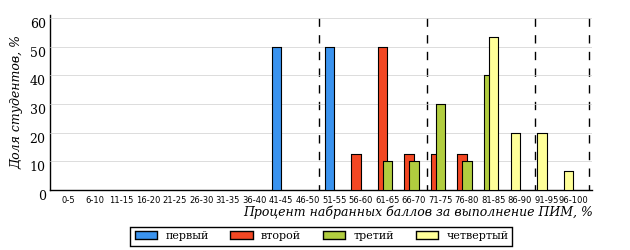 Доля студентов, %
60
50
40
30
20
10
0
0-5 6-10 11-15 16-20 21-25 26-30 31-35 36-40 41-45 46-50 51-55 56-60 61-65 66-70 71-75 76-80 81-85 86-90 91-95 96-100
Процент набранных баллов за выполнение ПИМ, %
первый второй третий четвертый